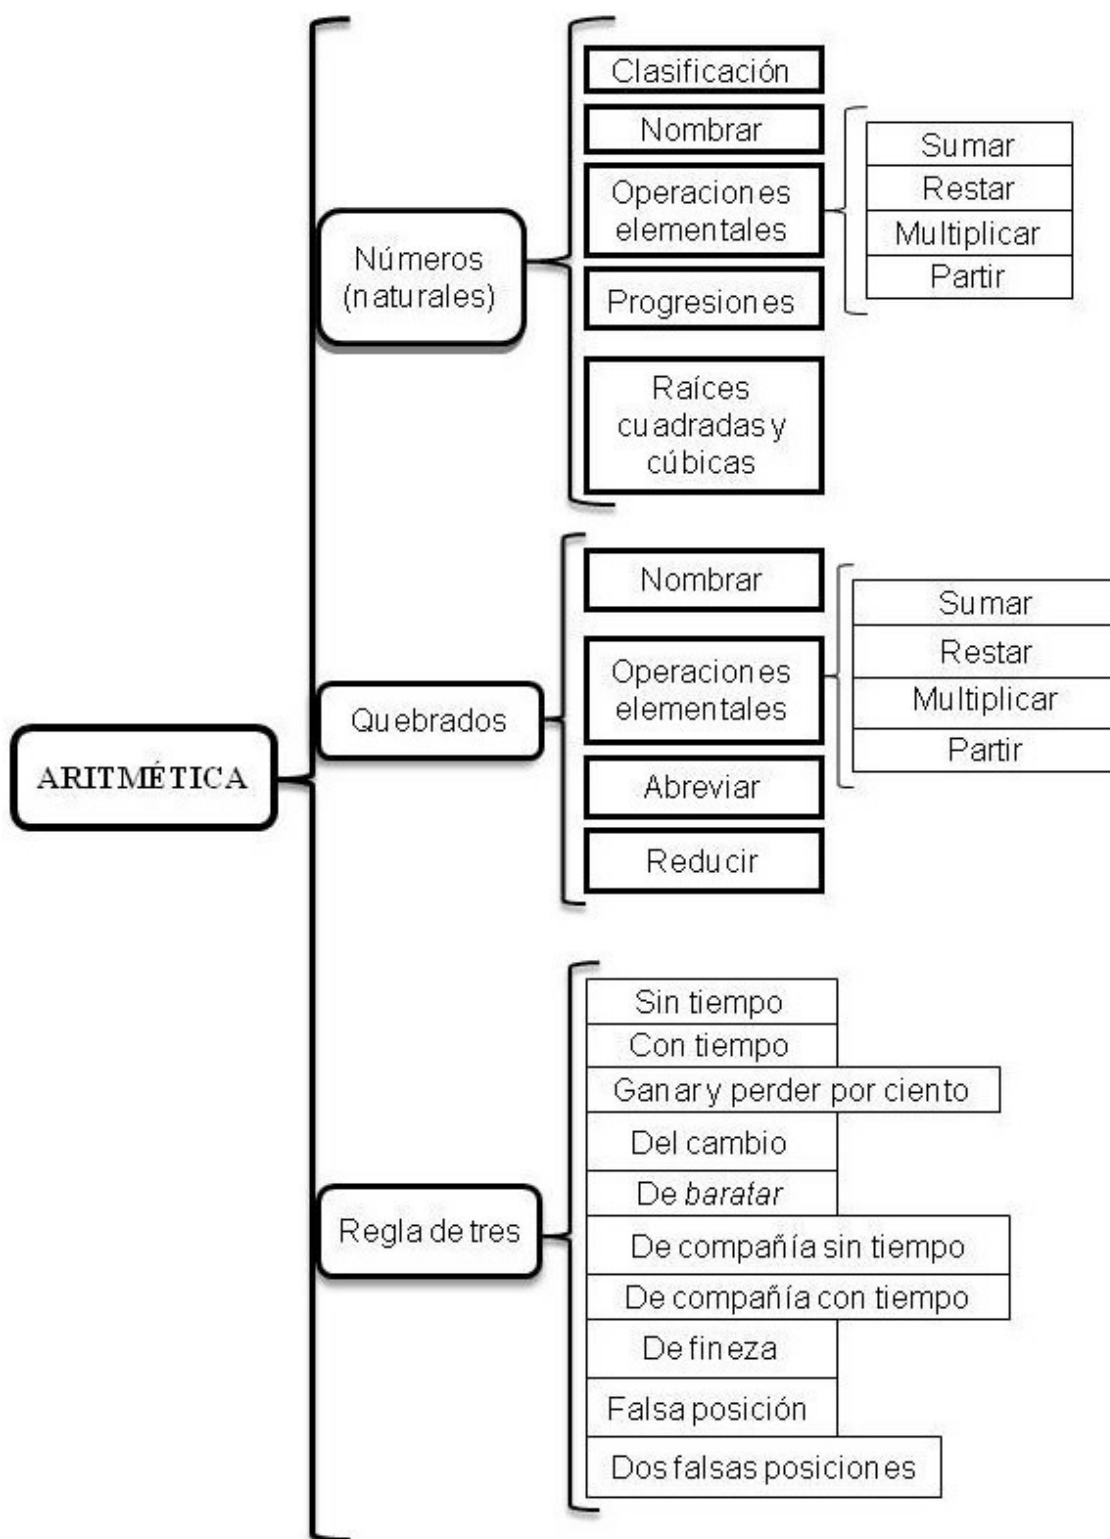 ARITMÉTICA
Números
(naturales)
Clasificación
Nombrar
Operaciones
elementales
Sumar
Restar
Multiplicar
Partir
Progresiones
Raíces
cuadradas y
cúbicas
Quebrados
Nombrar
Operaciones
elementales
Sumar
Restar
Multiplicar
Partir
Abreviar
Reducir
Regla de tres
Sin tiempo
Con tiempo
Ganar y perder por ciento
Del cambio
De baratar
De compañía sin tiempo
De compañía con tiempo
De fineza
Falsa posición
Dos falsas posiciones